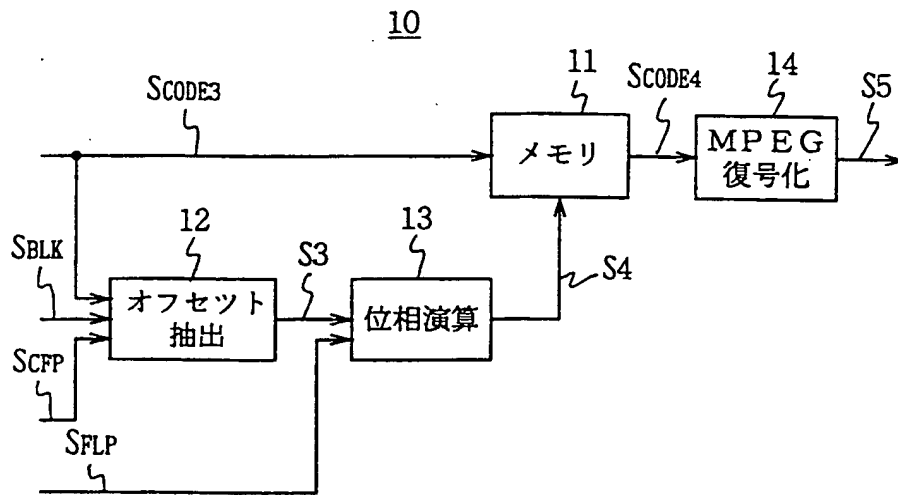 10
SCODE3
11
SCODE4
14
S5
メモリ
MPEG
復号化
12
S3
13
S4
SBLK
オフセツト
抽出
位相演算
SCFP
SFLP